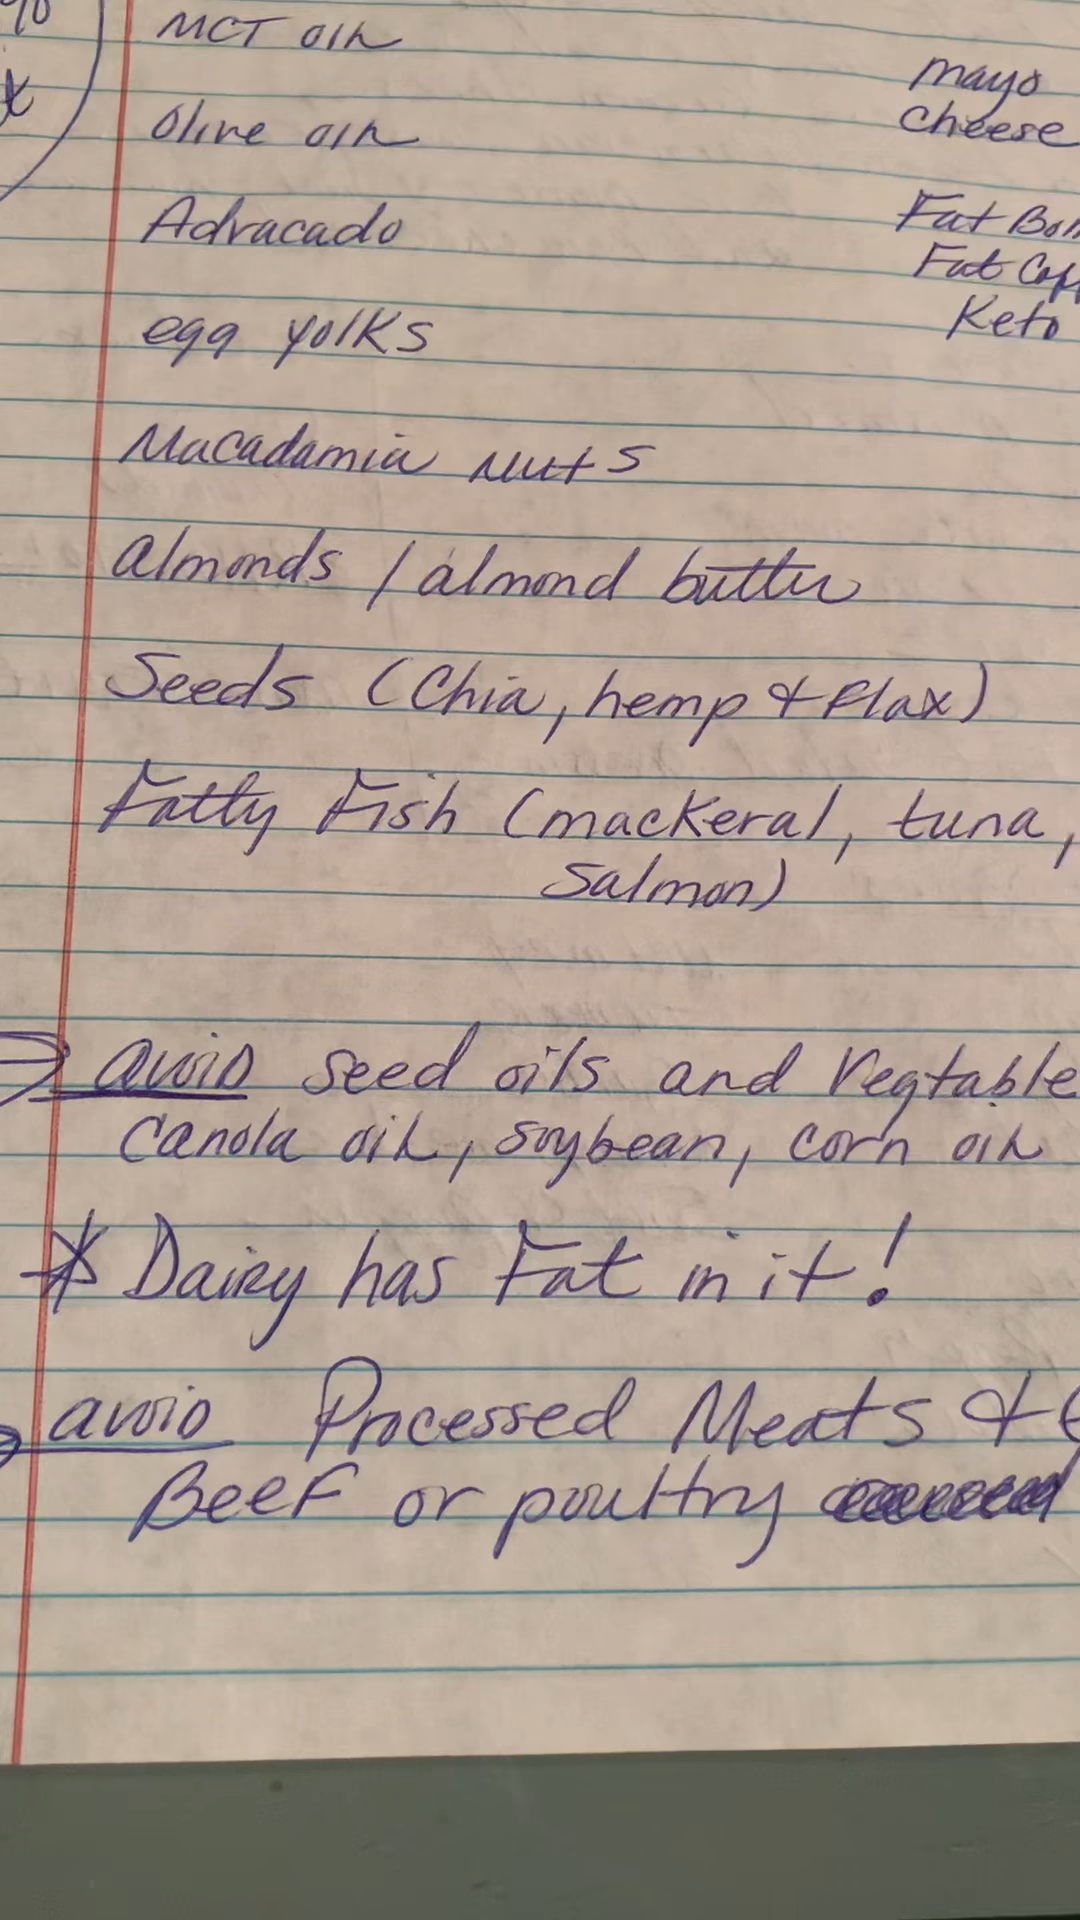 MCT oil
mayo
Olive oil
cheese
Advacado
Fat
Fat
egg yolks
Keto
Macadamia nuts
almonds / almond butter
Seeds (Chia, hemp & flax)
Fatty Fish (mackeral, tuna,
Salmon)
avoid seed oils and Vegtable
Canola oil, soybean, corn oil
* Dairy has Fat in it!
avoid Processed Meats &
Beef or poultry